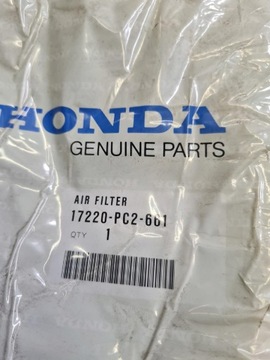 HONDA
GENUINE PARTS
AIR FILTER
17220-PC2-661
QTY 1